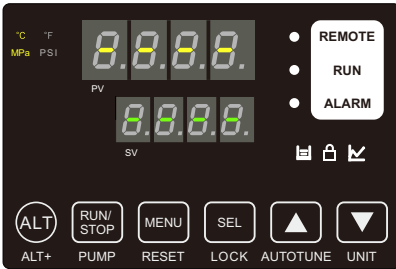 °C °F
MPa PSI
- - - -
PV
- - - -
SV
REMOTE
RUN
ALARM
ALT RUN/STOP MENU SEL
ALT+ PUMP RESET LOCK AUTOTUNE UNIT